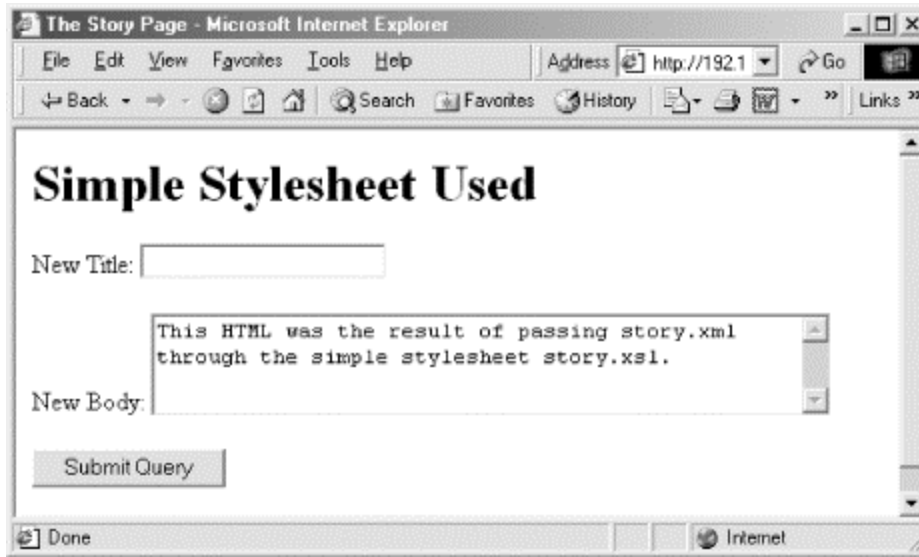 The Story Page - Microsoft Internet Explorer
File Edit View Favorites Tools Help Address http://192.1 Go
Back Search Favorites History » Links »
Simple Stylesheet Used
New Title:
This HTML was the result of passing story.xml
through the simple stylesheet story.xsl.
New Body:
Submit Query
Done Internet